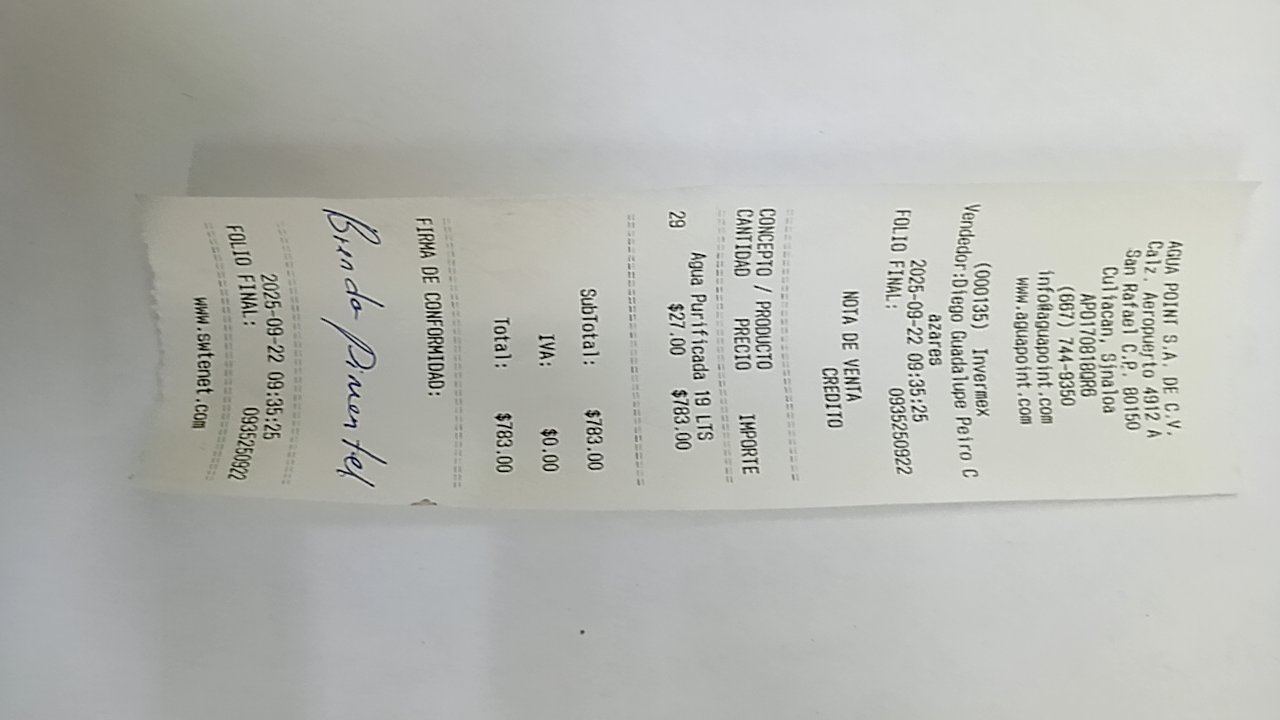 AGUA POINT S.A. DE C.V.
Calz. Aeropuerto 4912 A
San Rafael C.P. 80150
Culiacan, Sinaloa
APO170818QR6
(667) 744-9350
info@aguapoint.com
www.aguapoint.com
(000135) Invermex
Vendedor:Diego Guadalupe Peiro C
azares
2025-09-22 09:35:25
FOLIO FINAL: 0935250922
NOTA DE VENTA
CREDITO
CONCEPTO / PRODUCTO
CANTIDAD PRECIO IMPORTE
Agua Purificada 19 LTS
29 $27.00 $783.00
SubTotal: $783.00
IVA: $0.00
Total: $783.00
FIRMA DE CONFORMIDAD:
Brenda Pimentel
2025-09-22 09:35:25
FOLIO FINAL: 0935250922
www.swtenet.com